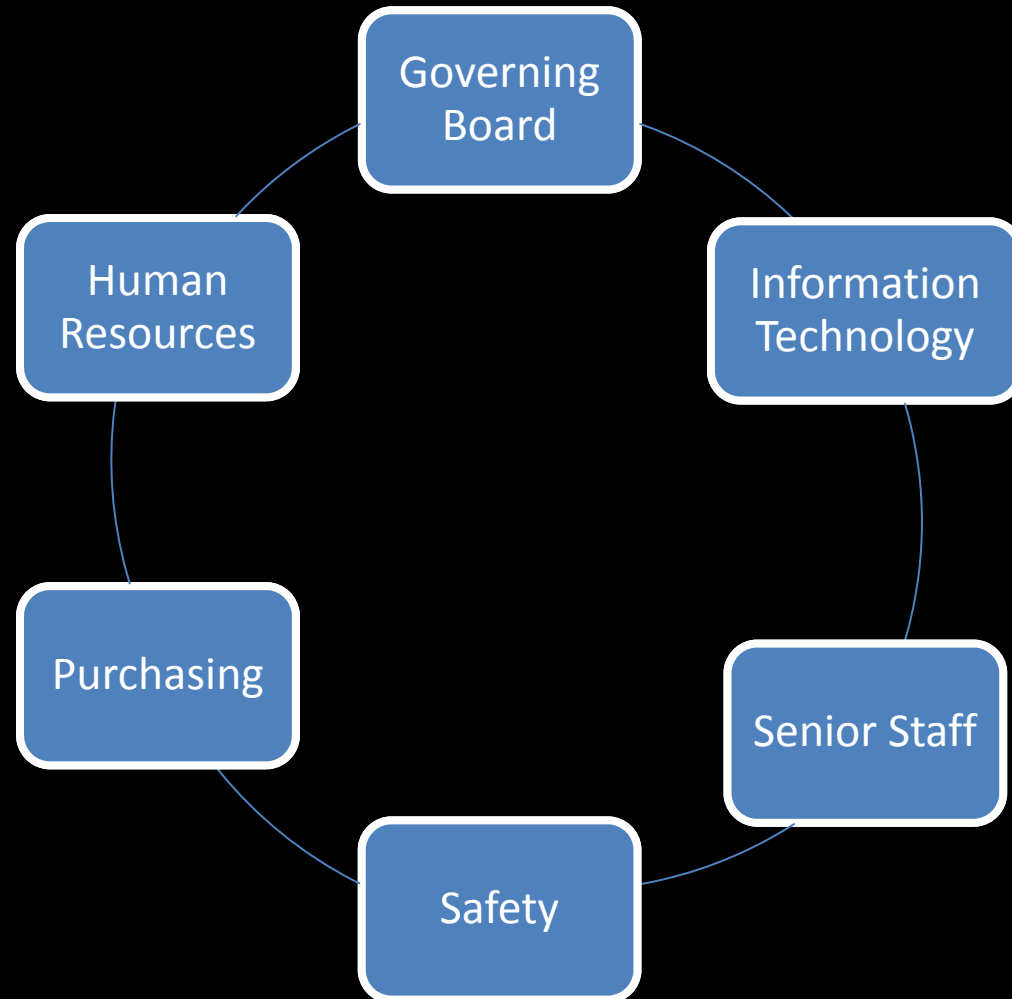 Governing
Board
Information
Technology
Senior Staff
Safety
Purchasing
Human
Resources